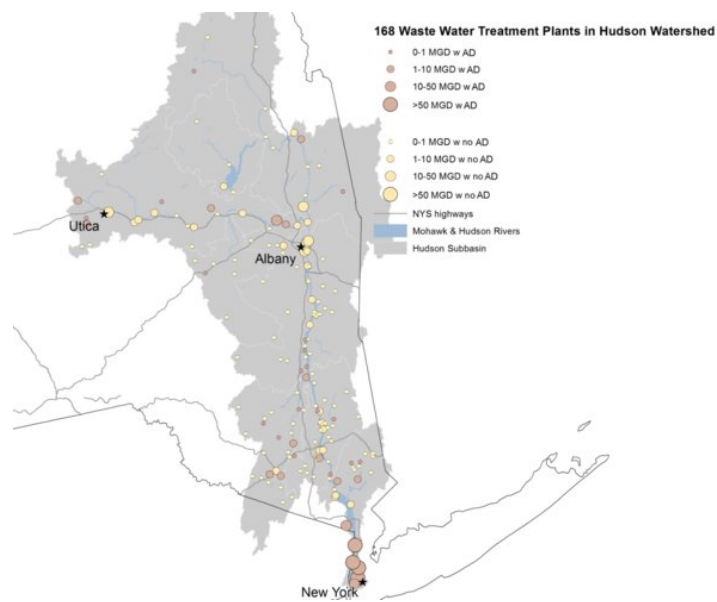 168 Waste Water Treatment Plants in Hudson Watershed
0-1 MGD w AD
1-10 MGD w AD
10-50 MGD w AD
>50 MGD w AD
0-1 MGD w no AD
1-10 MGD w no AD
10-50 MGD w no AD
>50 MGD w no AD
NYS highways
Mohawk & Hudson Rivers
Hudson Subbasin
Utica
Albany
New York